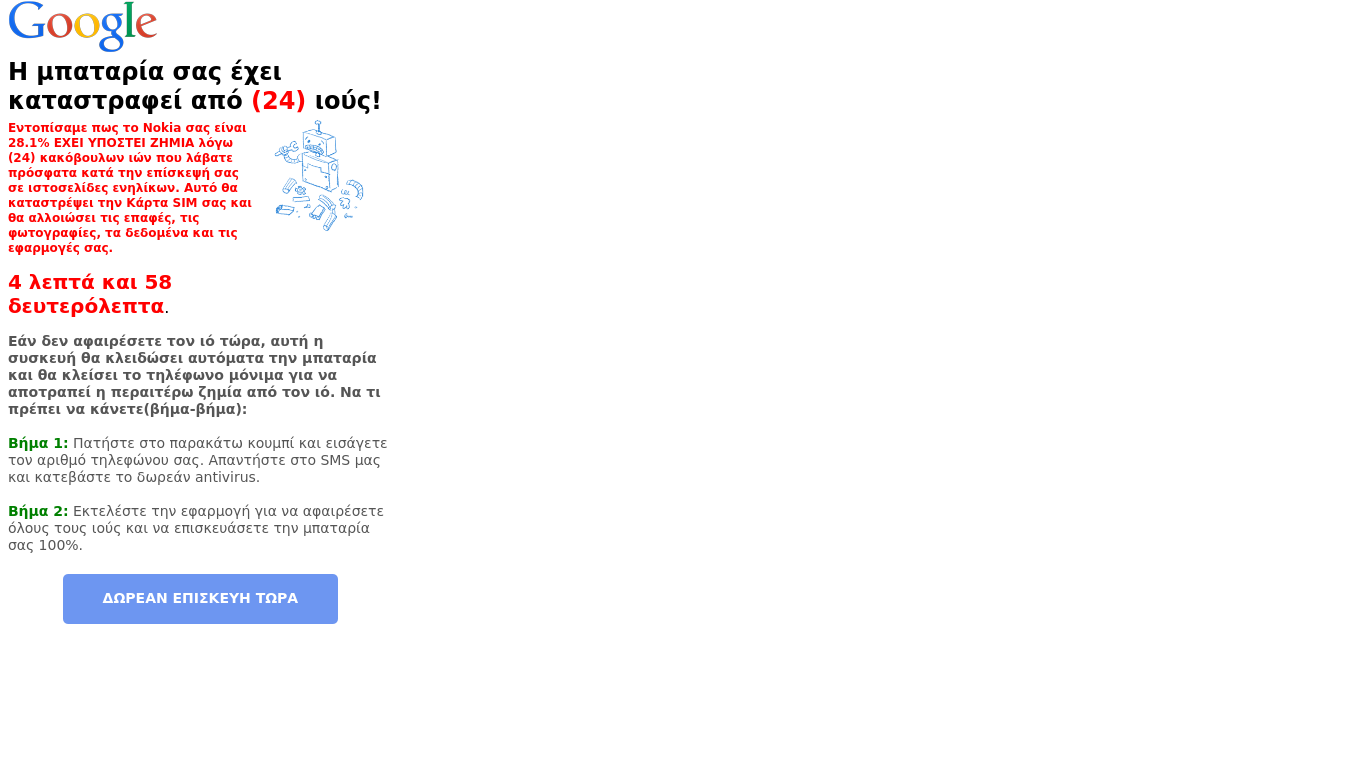 Google
Η μπαταρία σας έχει
καταστραφεί από (24) ιούς!
Εντοπίσαμε πως το Nokia σας είναι
28.1% ΕΧΕΙ ΥΠΟΣΤΕΙ ΖΗΜΙΑ λόγω
(24) κακόβουλων ιών που λάβατε
πρόσφατα κατά την επίσκεψή σας
σε ιστοσελίδες ενηλίκων. Αυτό θα
καταστρέψει την Κάρτα SIM σας και
θα αλλοιώσει τις επαφές, τις
φωτογραφίες, τα δεδομένα και τις
εφαρμογές σας.
4 λεπτά και 58
δευτερόλεπτα.
Εάν δεν αφαιρέσετε τον ιό τώρα, αυτή η
συσκευή θα κλειδώσει αυτόματα την μπαταρία
και θα κλείσει το τηλέφωνο μόνιμα για να
αποτραπεί η περαιτέρω ζημία από τον ιό. Να τι
πρέπει να κάνετε(βήμα-βήμα):
Βήμα 1: Πατήστε στο παρακάτω κουμπί και εισάγετε
τον αριθμό τηλεφώνου σας. Απαντήστε στο SMS μας
και κατεβάστε το δωρεάν antivirus.
Βήμα 2: Εκτελέστε την εφαρμογή για να αφαιρέσετε
όλους τους ιούς και να επισκευάσετε την μπαταρία
σας 100%.
ΔΩΡΕΑΝ ΕΠΙΣΚΕΥΗ ΤΩΡΑ